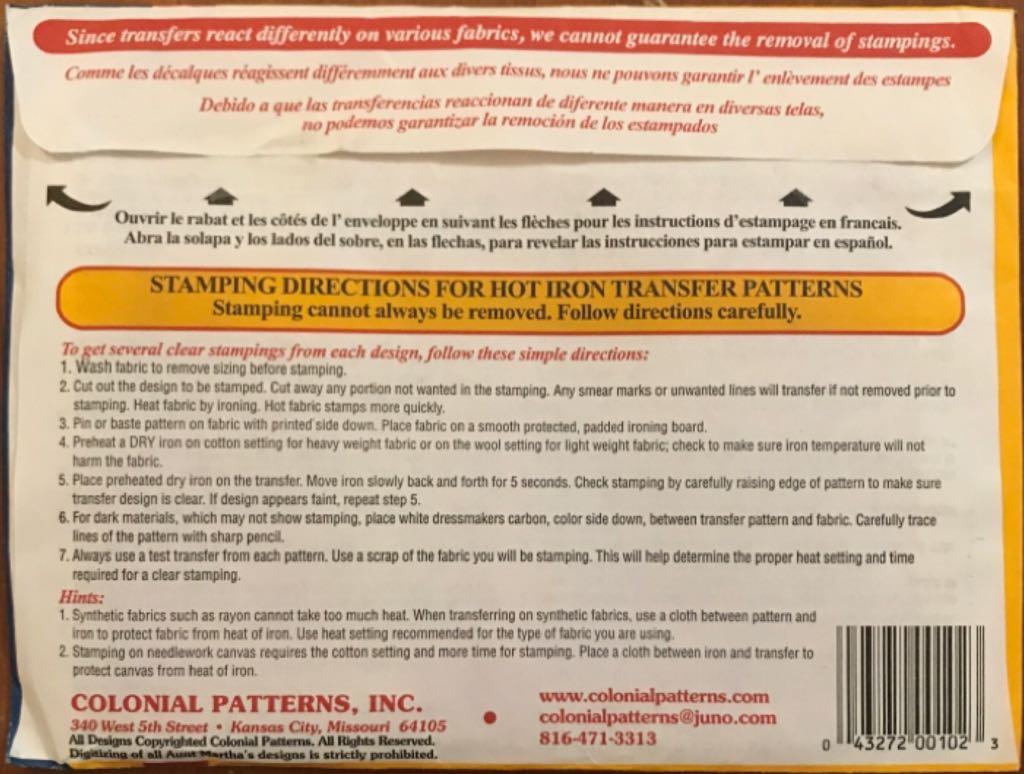 Since transfers react differently on various fabrics, we cannot guarantee the removal of stampings.
Comme les décalques réagissent différemment aux divers tissus, nous ne pouvons garantir l' enlèvement des estampes
Debido a que las transferencias reaccionan de diferente manera en diversas telas,
no podemos garantizar la remoción de los estampados
Ouvrir le rabat et les côtés de l' enveloppe en suivant les flèches pour les instructions d'estampage en francais.
Abra la solapa y los lados del sobre, en las flechas, para revelar las instrucciones para estampar en español.
STAMPING DIRECTIONS FOR HOT IRON TRANSFER PATTERNS
Stamping cannot always be removed. Follow directions carefully.
To get several clear stampings from each design, follow these simple directions:
1. Wash fabric to remove sizing before stamping.
2. Cut out the design to be stamped. Cut away any portion not wanted in the stamping. Any smear marks or unwanted lines will transfer if not removed prior to
stamping. Heat fabric by ironing. Hot fabric stamps more quickly.
3. Pin or baste pattern on fabric with printed side down. Place fabric on a smooth protected, padded ironing board.
4. Preheat a DRY iron on cotton setting for heavy weight fabric or on the wool setting for light weight fabric; check to make sure iron temperature will not
harm the fabric.
5. Place preheated dry iron on the transfer. Move iron slowly back and forth for 5 seconds. Check stamping by carefully raising edge of pattern to make sure
transfer design is clear. If design appears faint, repeat step 5.
6. For dark materials, which may not show stamping, place white dressmakers carbon, color side down, between transfer pattern and fabric. Carefully trace
lines of the pattern with sharp pencil.
7. Always use a test transfer from each pattern. Use a scrap of the fabric you will be stamping. This will help determine the proper heat setting and time
required for a clear stamping.
Hints:
1. Synthetic fabrics such as rayon cannot take too much heat. When transferring on synthetic fabrics, use a cloth between pattern and
iron to protect fabric from heat of iron. Use heat setting recommended for the type of fabric you are using.
2. Stamping on needlework canvas requires the cotton setting and more time for stamping. Place a cloth between iron and transfer to
protect canvas from heat of iron.
COLONIAL PATTERNS, INC.
340 West 5th Street • Kansas City, Missouri 64105
All Designs Copyrighted Colonial Patterns. All Rights Reserved.
Digitizing of all Aunt Martha's designs is strictly prohibited.
www.colonialpatterns.com
colonialpatterns@juno.com
816-471-3313
0 43272 00102 3